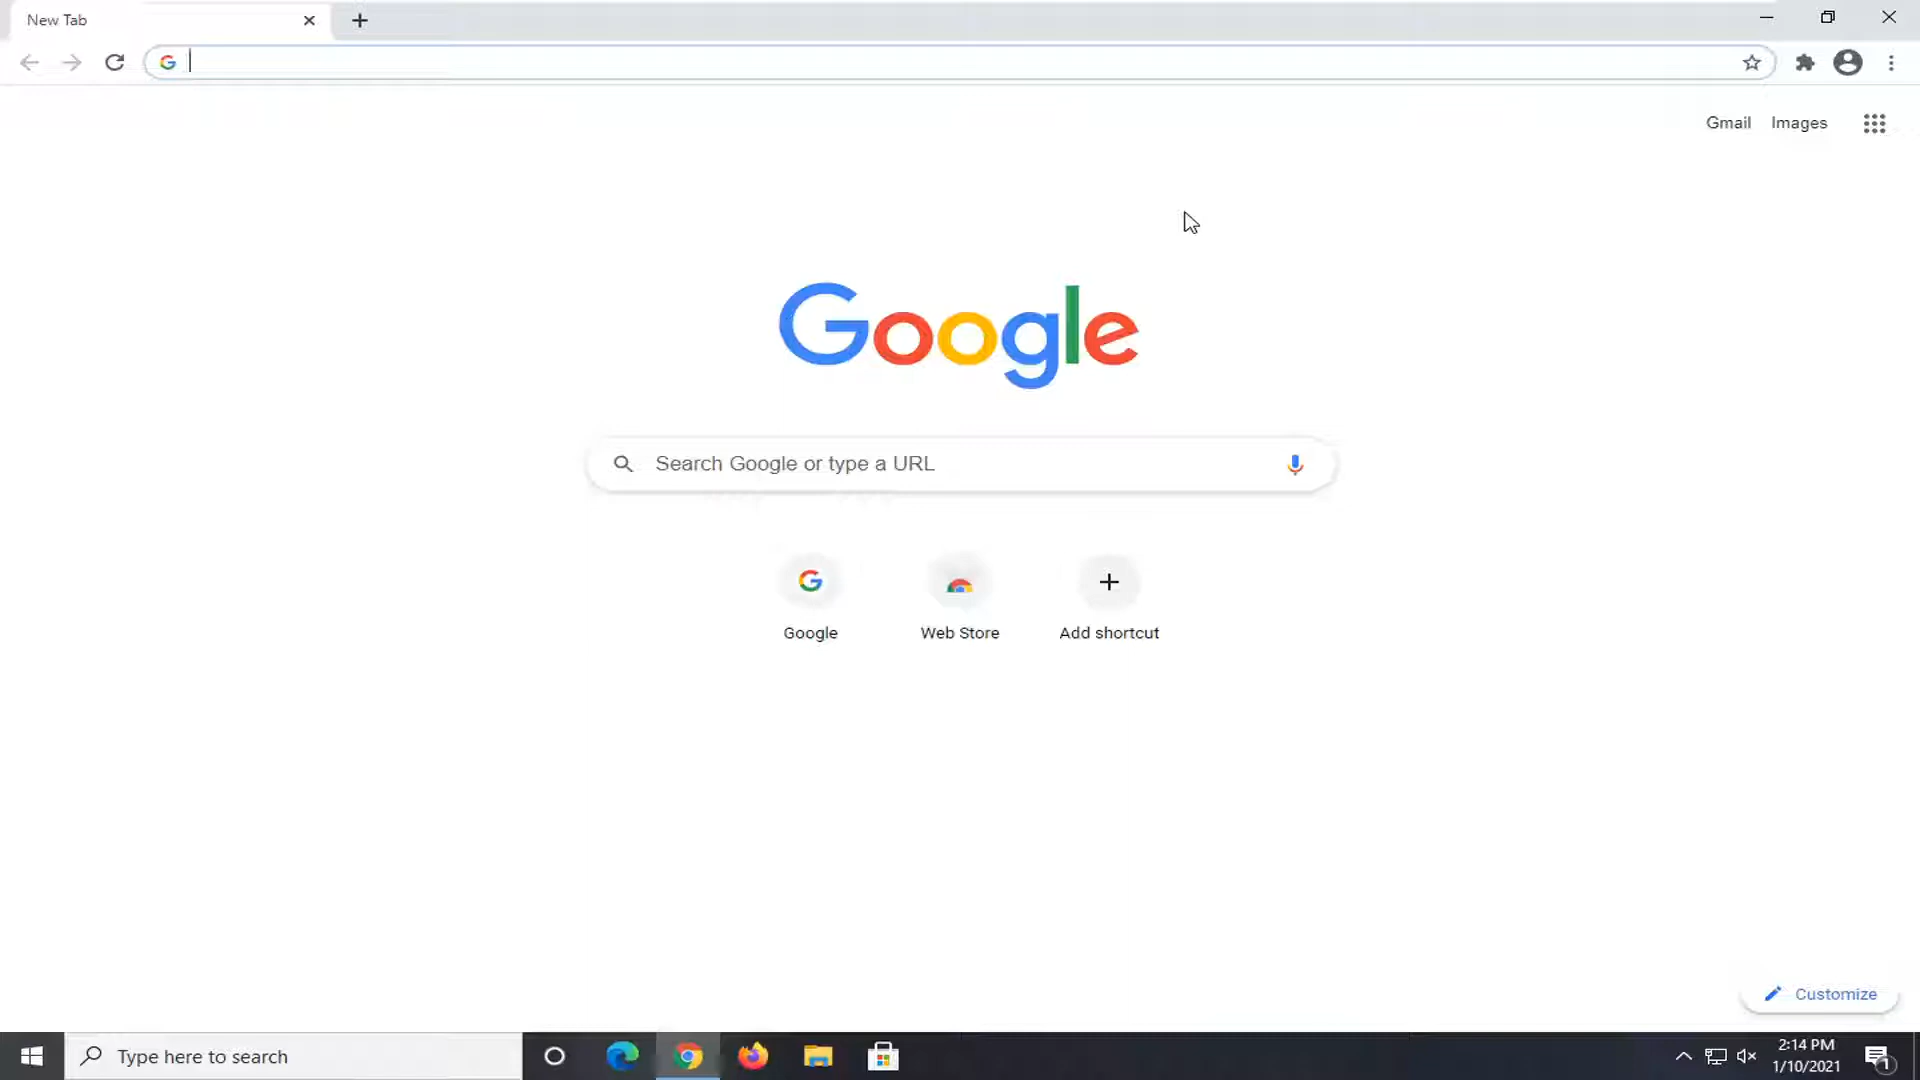 New Tab
Gmail Images
Google
Search Google or type a URL
Google Web Store Add shortcut
Customize
Type here to search
2:14 PM
1/10/2021
1